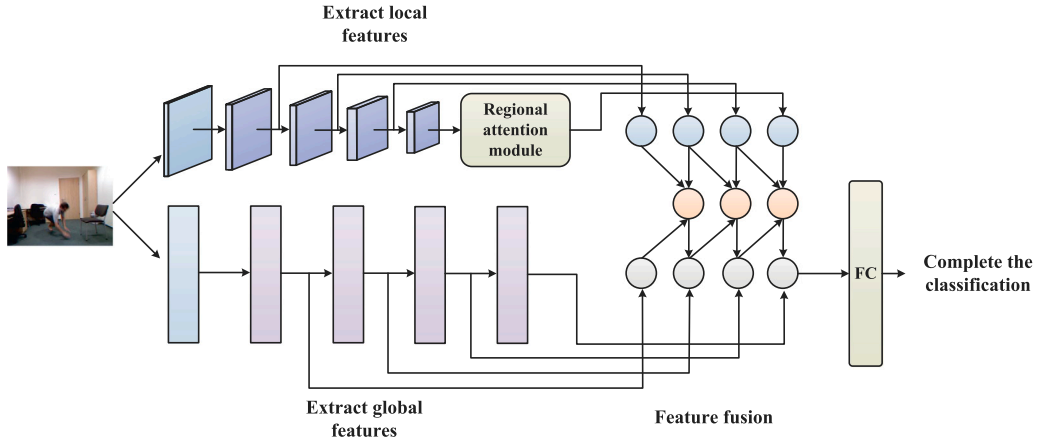 Extract local
features
Regional
attention
module
FC
Complete the
classification
Extract global
features
Feature fusion